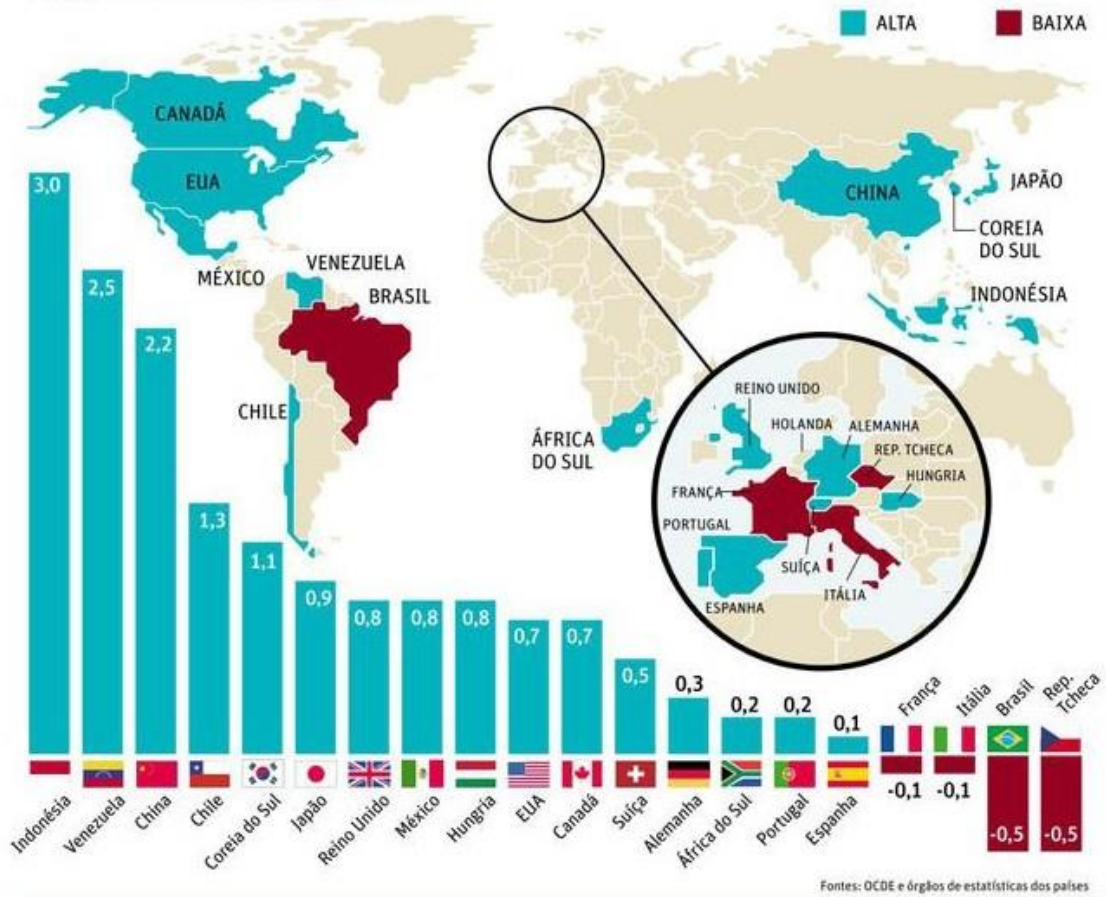 ALTA
BAIXA
CANADÁ
EUA
MÉXICO
VENEZUELA
BRASIL
CHILE
ÁFRICA
DO SUL
CHINA
JAPÃO
COREIA
DO SUL
INDONÉSIA
REINO UNIDO
HOLANDA
ALEMANHA
REP. TCHECA
HUNGRIA
FRANÇA
PORTUGAL
SUÍÇA
ITÁLIA
ESPANHA
3,0
2,5
2,2
1,3
1,1
0,9
0,8
0,8
0,8
0,7
0,7
0,5
0,3
0,2
0,2
0,1
-0,1
-0,1
-0,5
-0,5
Indonésia
Venezuela
China
Chile
Coreia do Sul
Japão
Reino Unido
México
Hungria
EUA
Canadá
Suíça
Alemanha
África do Sul
Portugal
Espanha
França
Itália
Brasil
Rep.
Tcheca
Fontes: OCDE e órgãos de estatísticas dos países